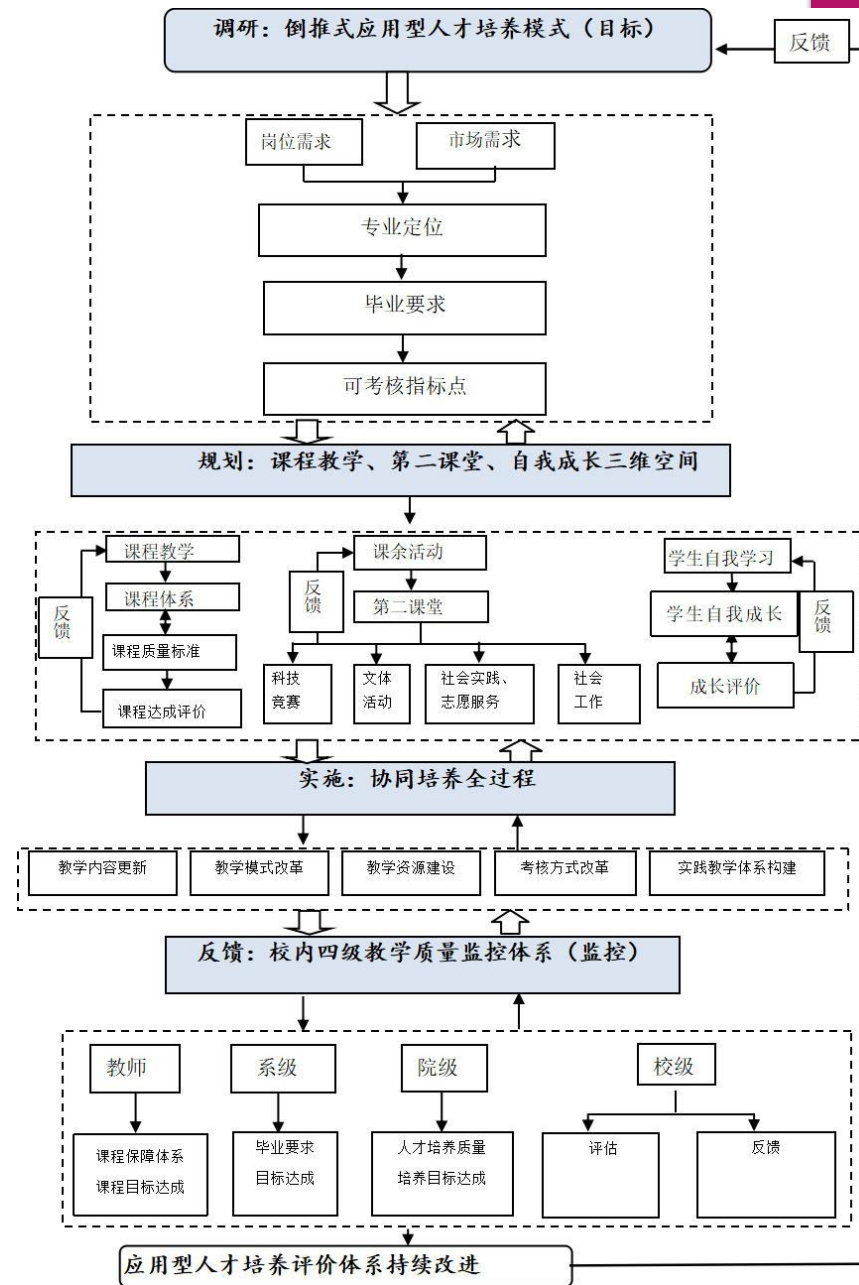 调研：倒推式应用型人才培养模式（目标）
反馈
岗位需求
市场需求
专业定位
毕业要求
可考核指标点
规划：课程教学、第二课堂、自我成长三维空间
课程教学
课程体系
课程质量标准
课程达成评价
反馈
课余活动
第二课堂
反馈
科技
竞赛
文体
活动
社会实践、
志愿服务
社会
工作
学生自我学习
学生自我成长
成长评价
反馈
实施：协同培养全过程
教学内容更新
教学模式改革
教学资源建设
考核方式改革
实践教学体系构建
反馈：校内四级教学质量监控体系（监控）
教师
系级
院级
校级
课程保障体系
课程目标达成
毕业要求
目标达成
人才培养质量
培养目标达成
评估
反馈
应用型人才培养评价体系持续改进